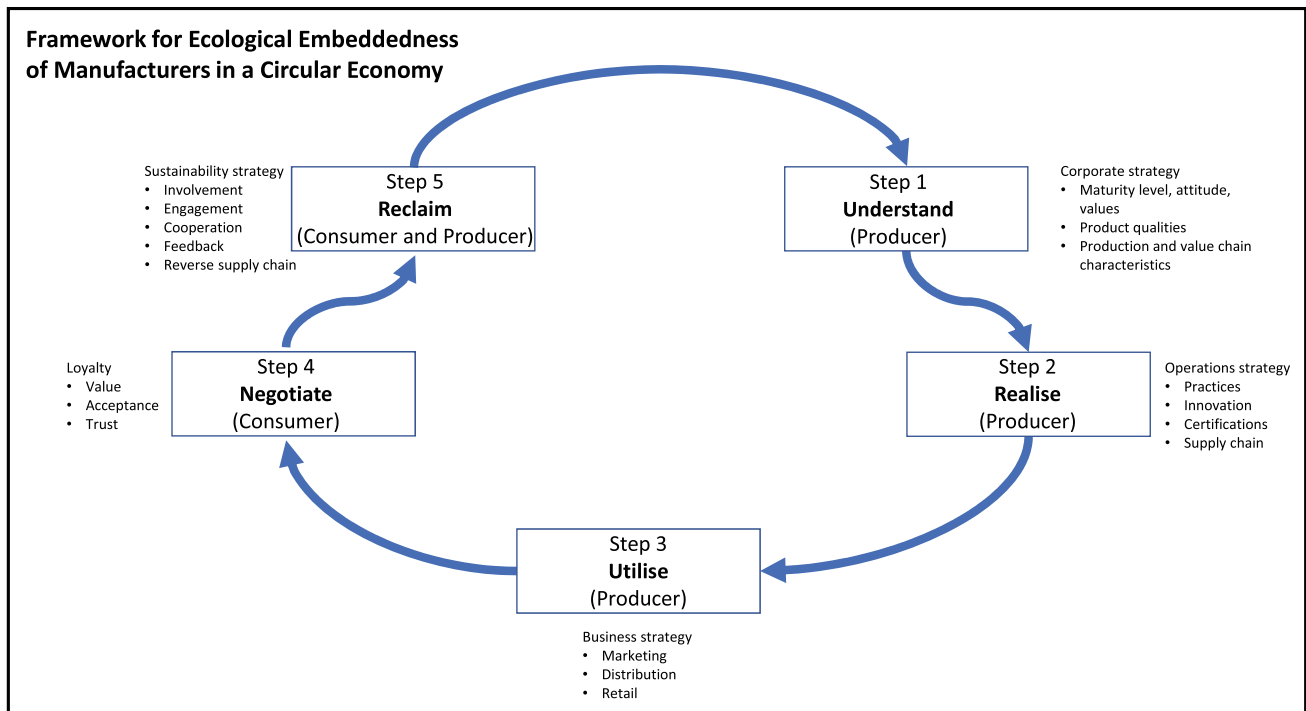 Framework for Ecological Embeddedness
of Manufacturers in a Circular Economy
Step 1
Understand
(Producer)
Corporate strategy
• Maturity level, attitude,
values
• Product qualities
• Production and value chain
characteristics
Step 2
Realise
(Producer)
Operations strategy
• Practices
• Innovation
• Certifications
• Supply chain
Step 3
Utilise
(Producer)
Business strategy
• Marketing
• Distribution
• Retail
Step 4
Negotiate
(Consumer)
Loyalty
• Value
• Acceptance
• Trust
Step 5
Reclaim
(Consumer and Producer)
Sustainability strategy
• Involvement
• Engagement
• Cooperation
• Feedback
• Reverse supply chain